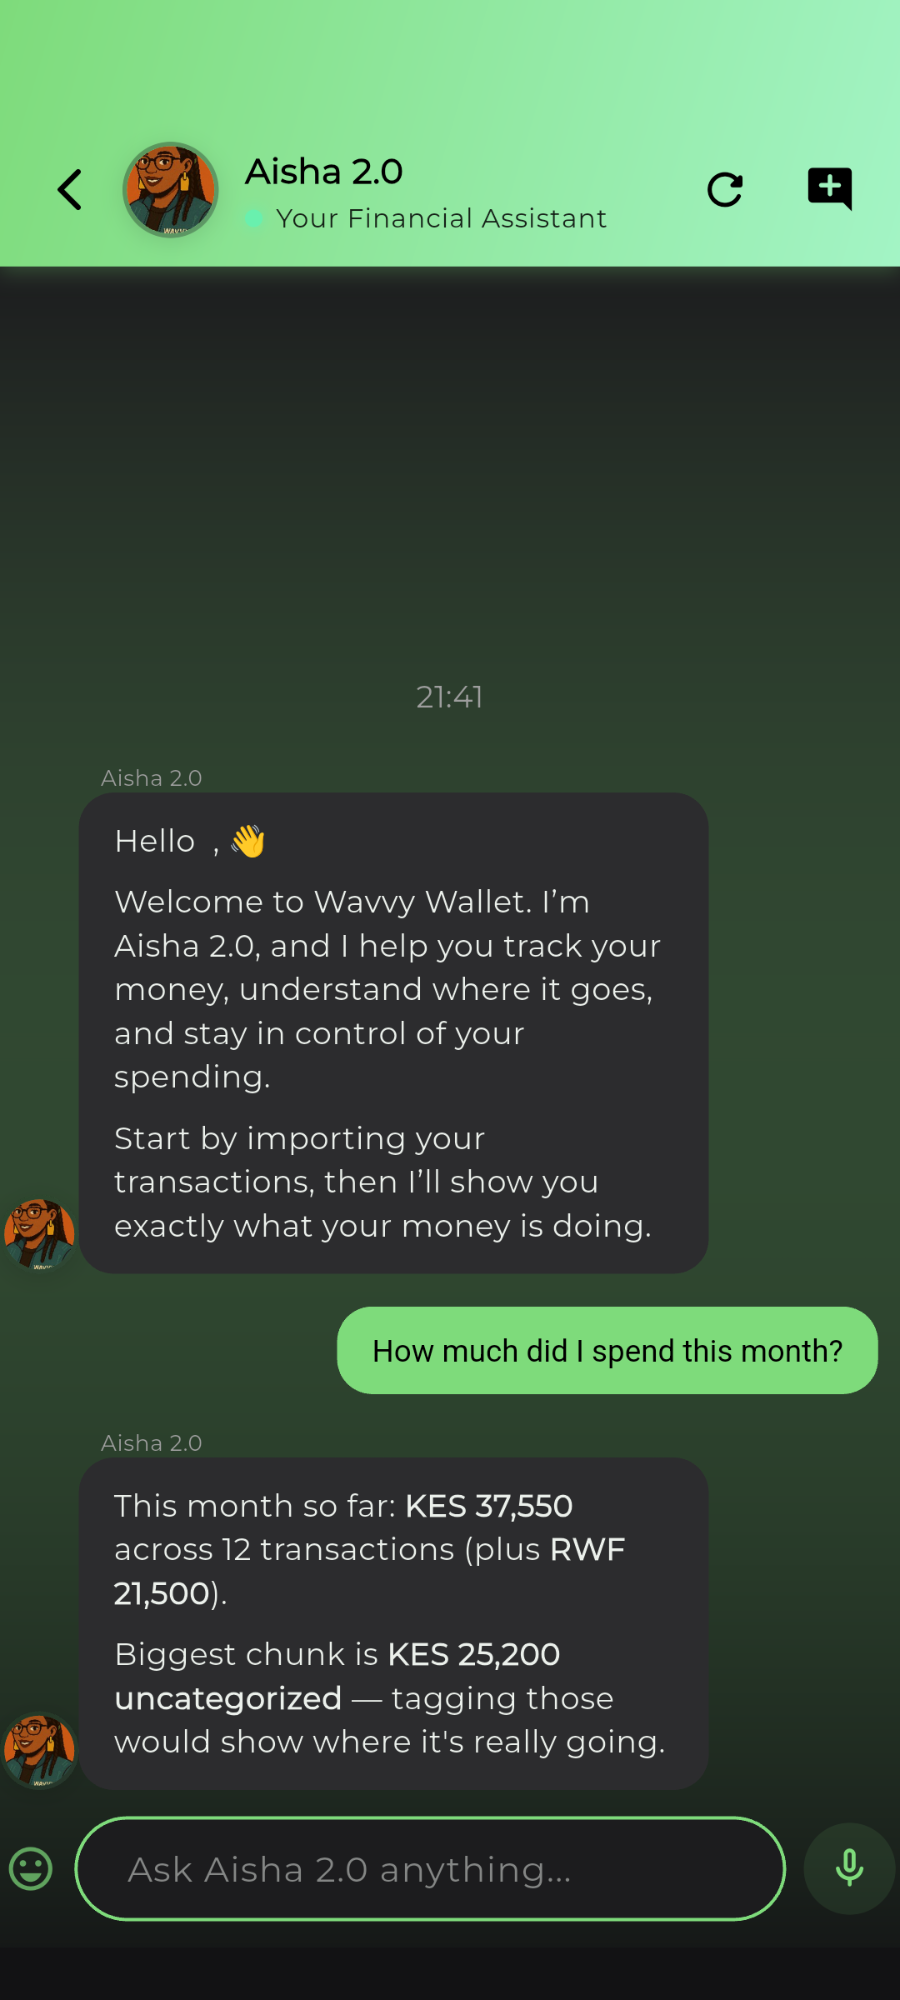 Aisha 2.0
Your Financial Assistant
21:41
Aisha 2.0
Hello , 👋
Welcome to Wavvy Wallet. I’m
Aisha 2.0, and I help you track your
money, understand where it goes,
and stay in control of your
spending.
Start by importing your
transactions, then I’ll show you
exactly what your money is doing.
How much did I spend this month?
Aisha 2.0
This month so far: KES 37,550
across 12 transactions (plus RWF
21,500).
Biggest chunk is KES 25,200
uncategorized — tagging those
would show where it's really going.
Ask Aisha 2.0 anything...